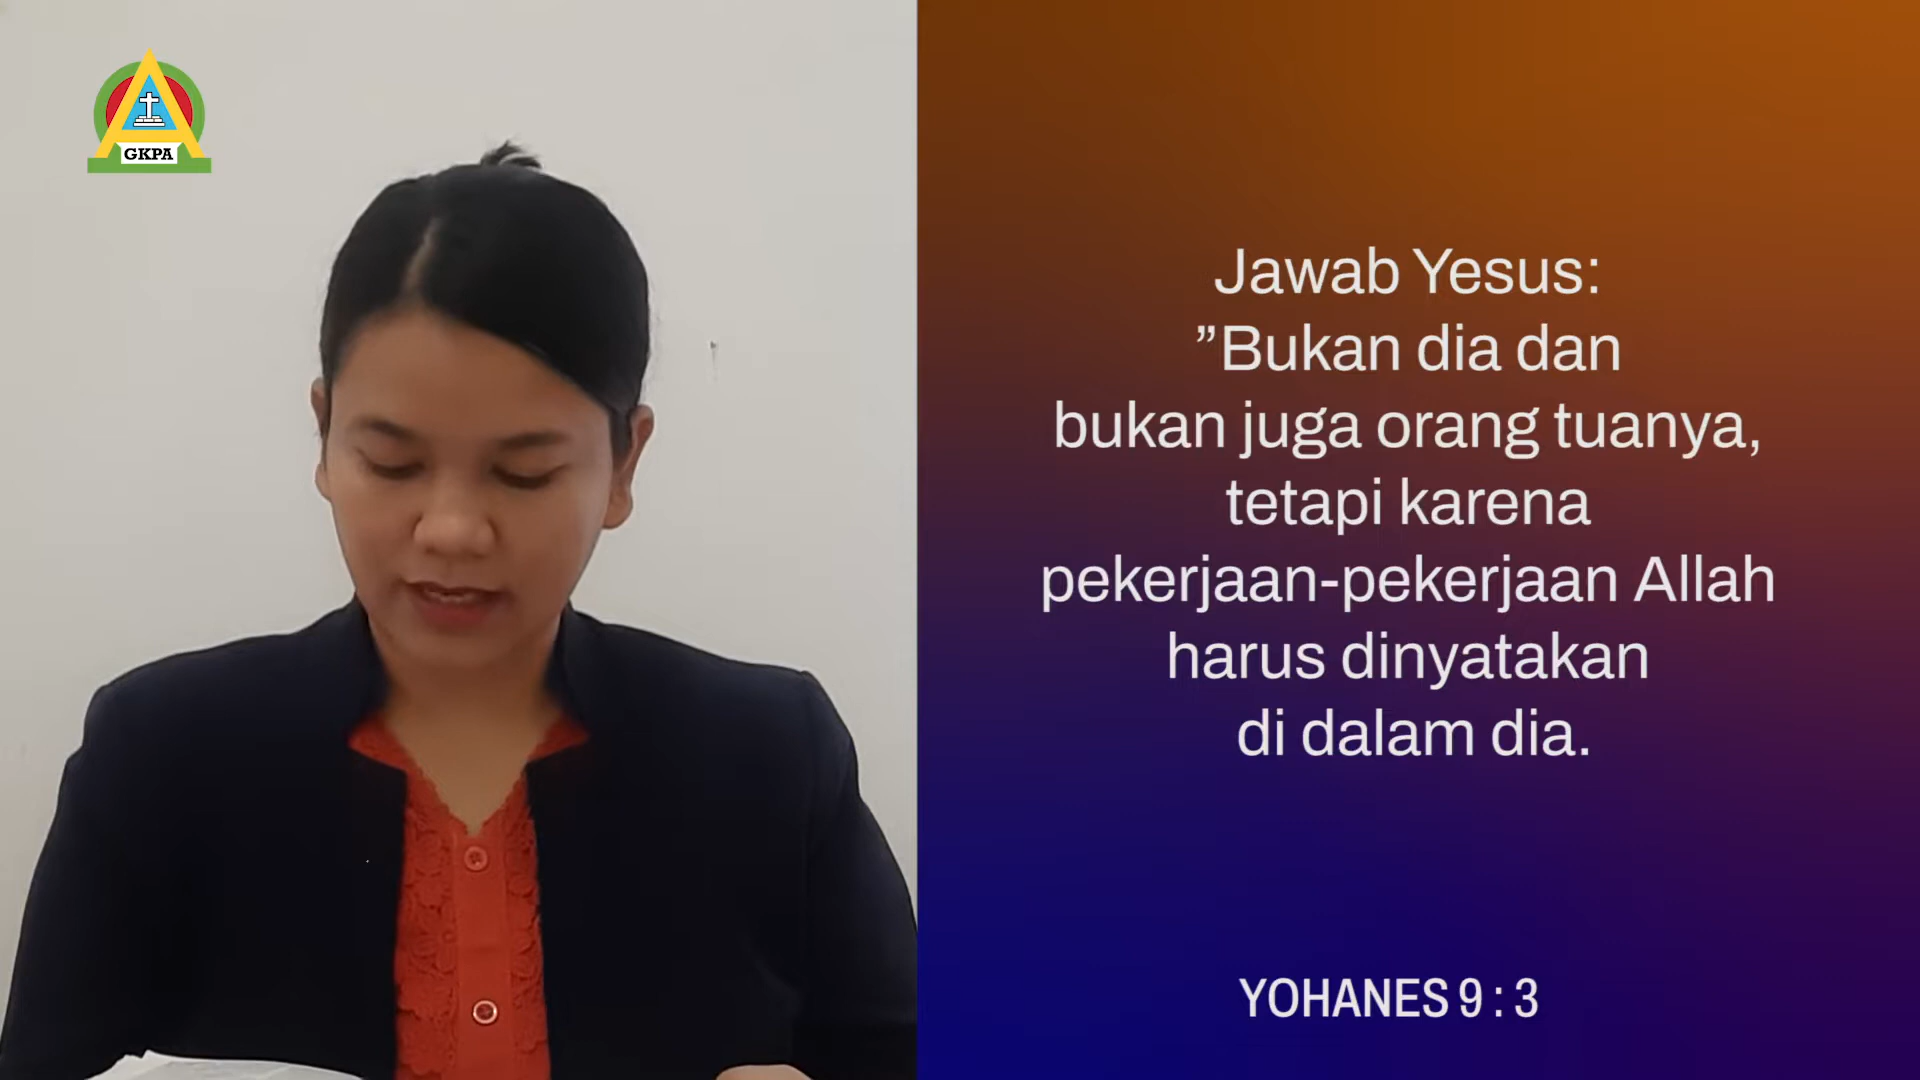 GKPA
Jawab Yesus:
”Bukan dia dan
bukan juga orang tuanya,
tetapi karena
pekerjaan-pekerjaan Allah
harus dinyatakan
di dalam dia.
YOHANES 9 : 3